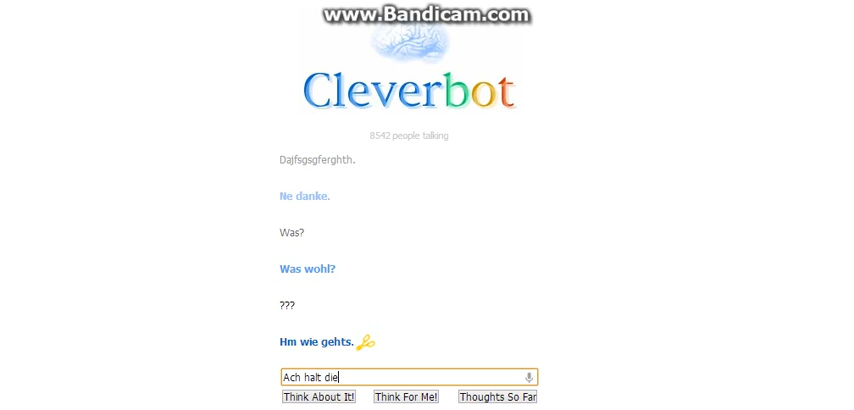 www.Bandicam.com
Cleverbot
8542 people talking
Dajfsgsgferghth.
Ne danke.
Was?
Was wohl?
???
Hm wie gehts.
Ach halt die
Think About It! Think For Me! Thoughts So Far